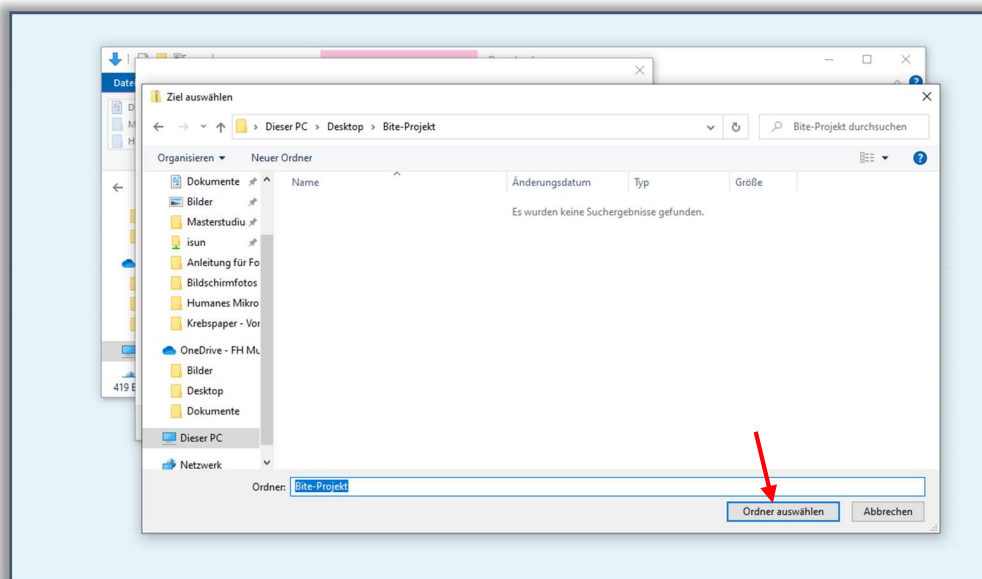 Date
Ziel auswählen
D
M
H
Dieser PC > Desktop > Bite-Projekt
Bite-Projekt durchsuchen
Organisieren
Neuer Ordner
Name
Änderungsdatum
Typ
Größe
Es wurden keine Suchergebnisse gefunden.
Dokumente
Bilder
Masterstudiu
isun
Anleitung für Fo
Bildschirmfotos
Humanes Mikro
Krebspaper - Vor
OneDrive - FH Mu
Bilder
Desktop
Dokumente
Dieser PC
Netzwerk
419 E
Ordner: Bite-Projekt
Ordner auswählen
Abbrechen